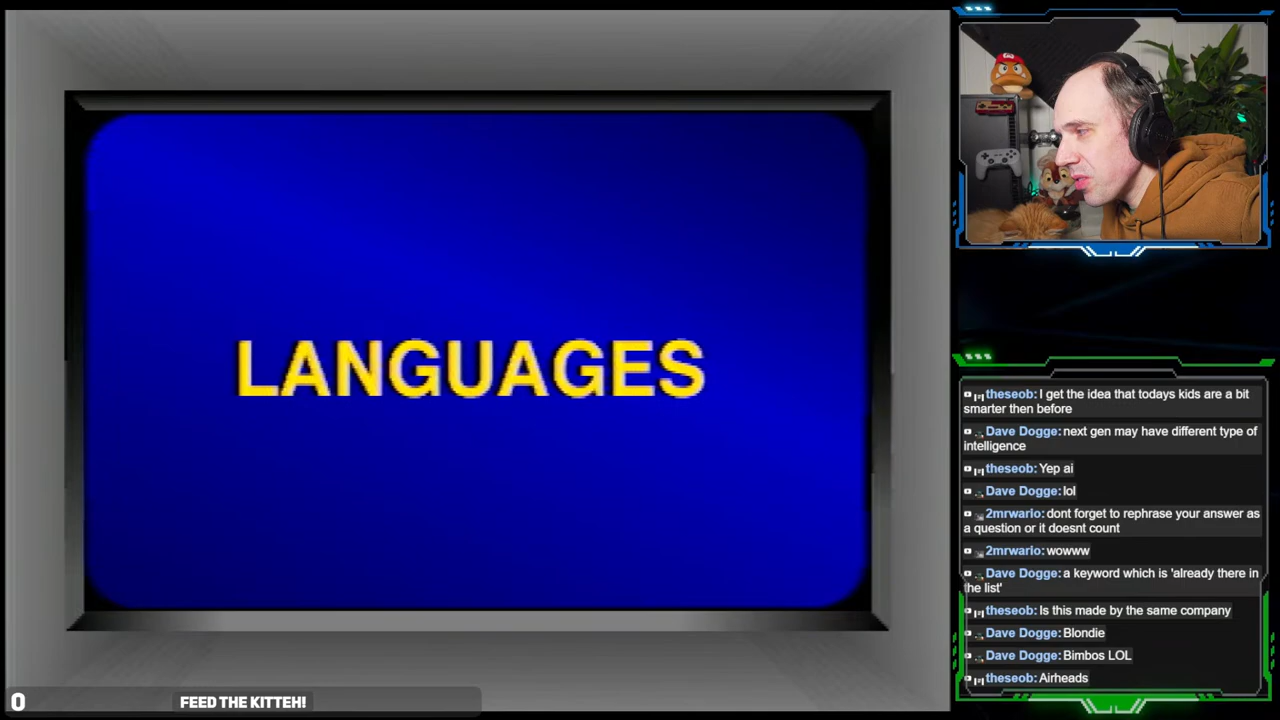 LANGUAGES
theseob: I get the idea that todays kids are a bit
smarter then before
Dave Dogge: next gen may have different type of
intelligence
theseob: Yep ai
Dave Dogge: lol
2mrwario: dont forget to rephrase your answer as
a question or it doesnt count
2mrwario: wowww
Dave Dogge: a keyword which is 'already there in
the list'
theseob: Is this made by the same company
Dave Dogge: Blondie
Dave Dogge: Bimbos LOL
theseob: Airheads
0
FEED THE KITTEH!